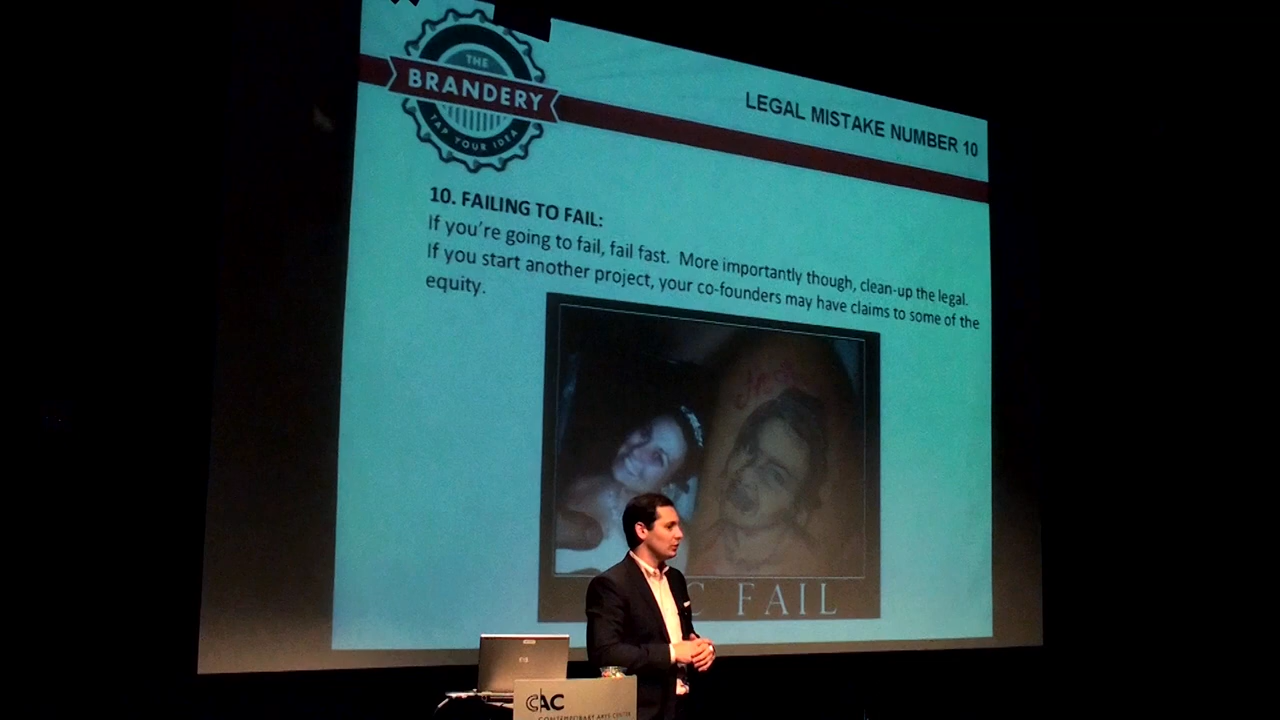 THE
BRANDERY
TAP YOUR IDEA
LEGAL MISTAKE NUMBER 10
10. FAILING TO FAIL:
If you're going to fail, fail fast.  More importantly though, clean-up the legal.
If you start another project, your co-founders may have claims to some of the
equity.
C FAIL
hp
CAC
CONTEMPORARY ARTS CENTER